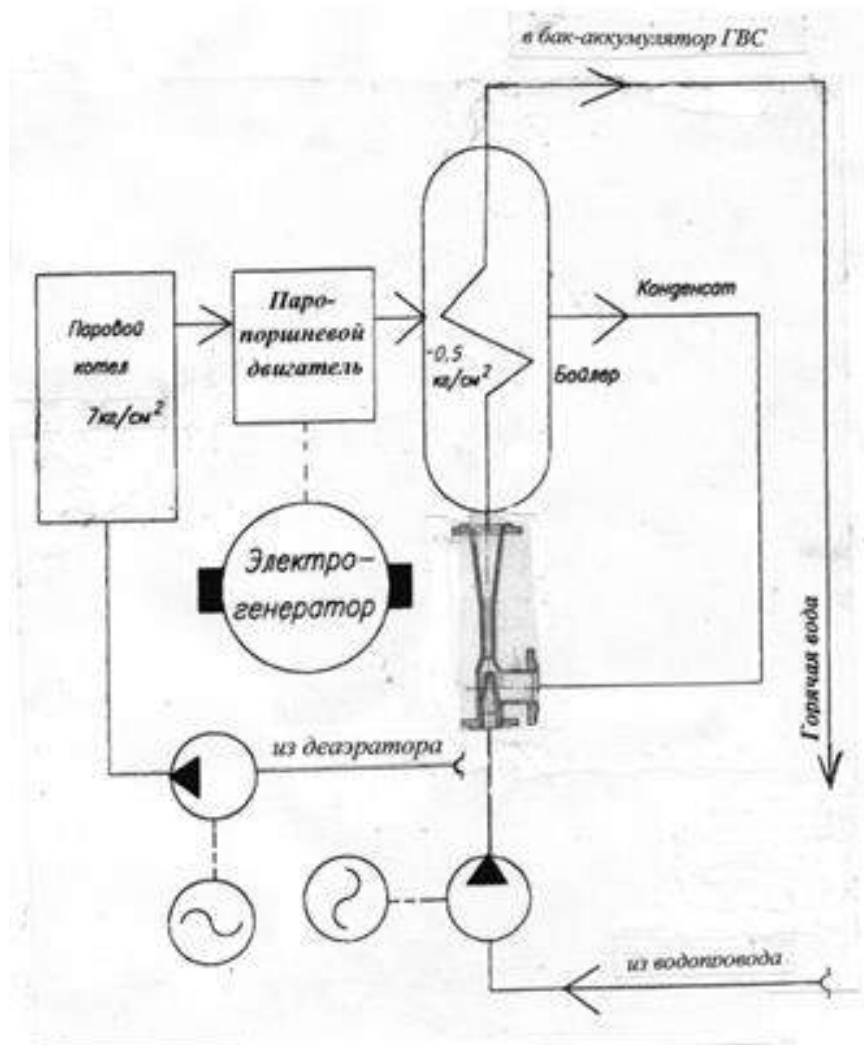 в бак-аккумулятор ГВС
Паровой
котел
7кг/см²
Паро-
поршневой
двигатель
-0,5
кг/см²
Бойлер
Конденсат
Электро-
генератор
Горячая вода
из деаэратора
из водопровода